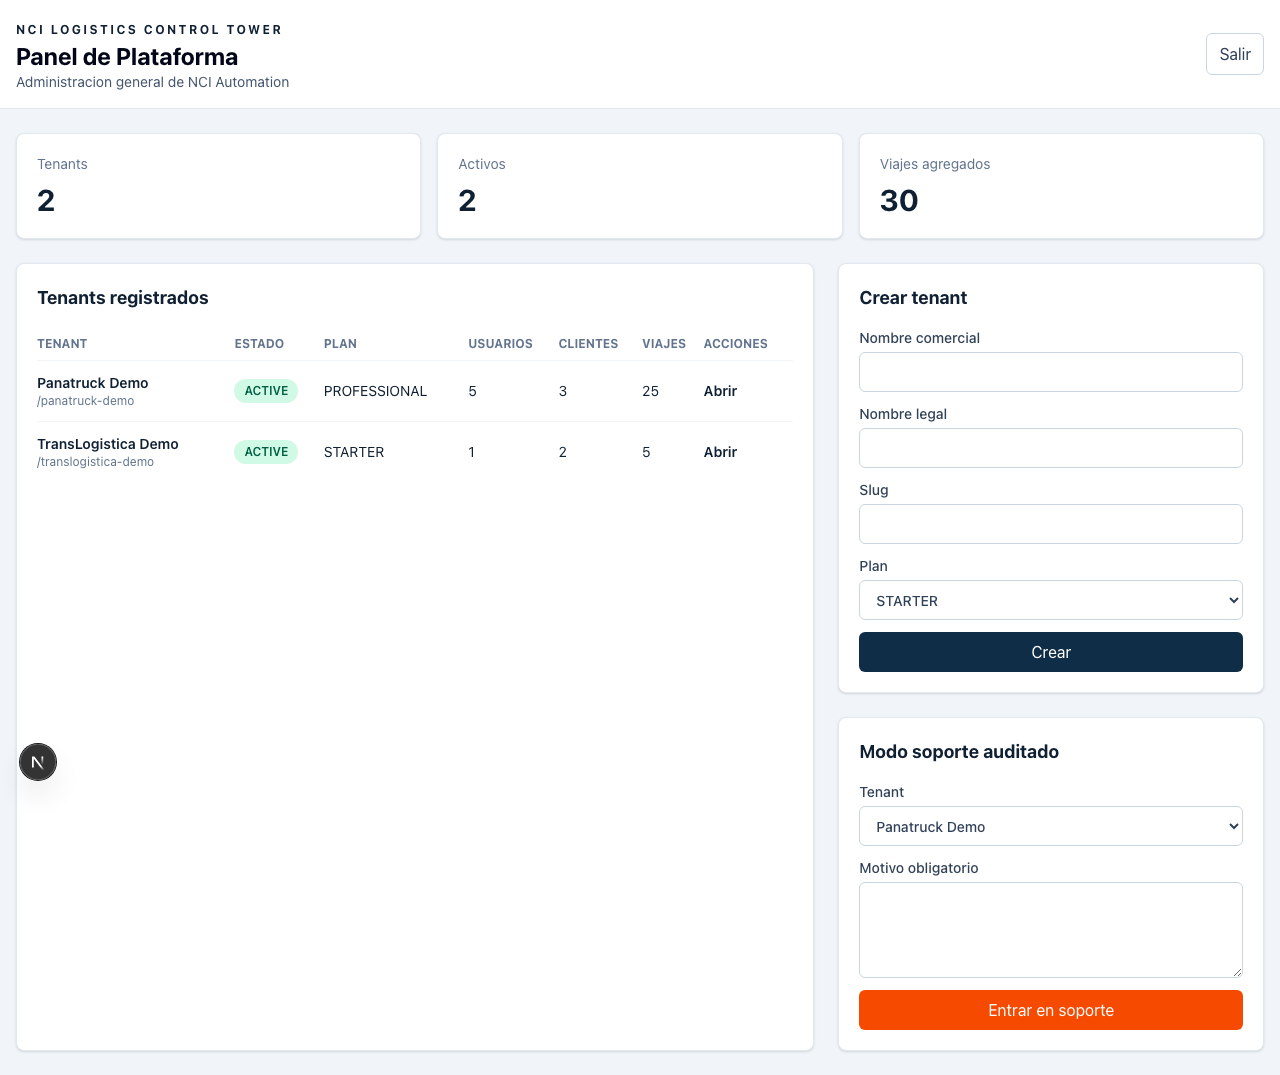 NCI LOGISTICS CONTROL TOWER
Panel de Plataforma
Administracion general de NCI Automation
Salir
Tenants
2
Activos
2
Viajes agregados
30
Tenants registrados
TENANT ESTADO PLAN USUARIOS CLIENTES VIAJES ACCIONES
Panatruck Demo
/panatruck-demo
ACTIVE PROFESSIONAL 5 3 25 Abrir
TransLogistica Demo
/translogistica-demo
ACTIVE STARTER 1 2 5 Abrir
N
Crear tenant
Nombre comercial
Nombre legal
Slug
Plan
STARTER
Crear
Modo soporte auditado
Tenant
Panatruck Demo
Motivo obligatorio
Entrar en soporte